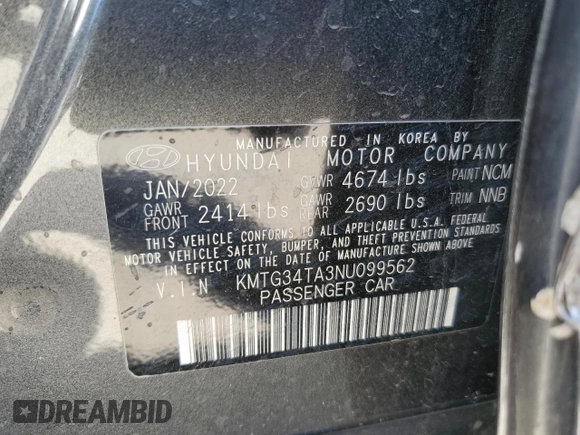 MANUFACTURED IN KOREA BY
HYUNDAI MOTOR COMPANY
JAN/2022 GVWR 4674 lbs PAINT NCM
GAWR FRONT 2414 lbs GAWR REAR 2690 lbs TRIM NNB
THIS VEHICLE CONFORMS TO ALL APPLICABLE U.S.A. FEDERAL
MOTOR VEHICLE SAFETY, BUMPER, AND THEFT PREVENTION STANDARDS
IN EFFECT ON THE DATE OF MANUFACTURE SHOWN ABOVE.
V.I.N KMTG34TA3NU099562
PASSENGER CAR
DREAMBID